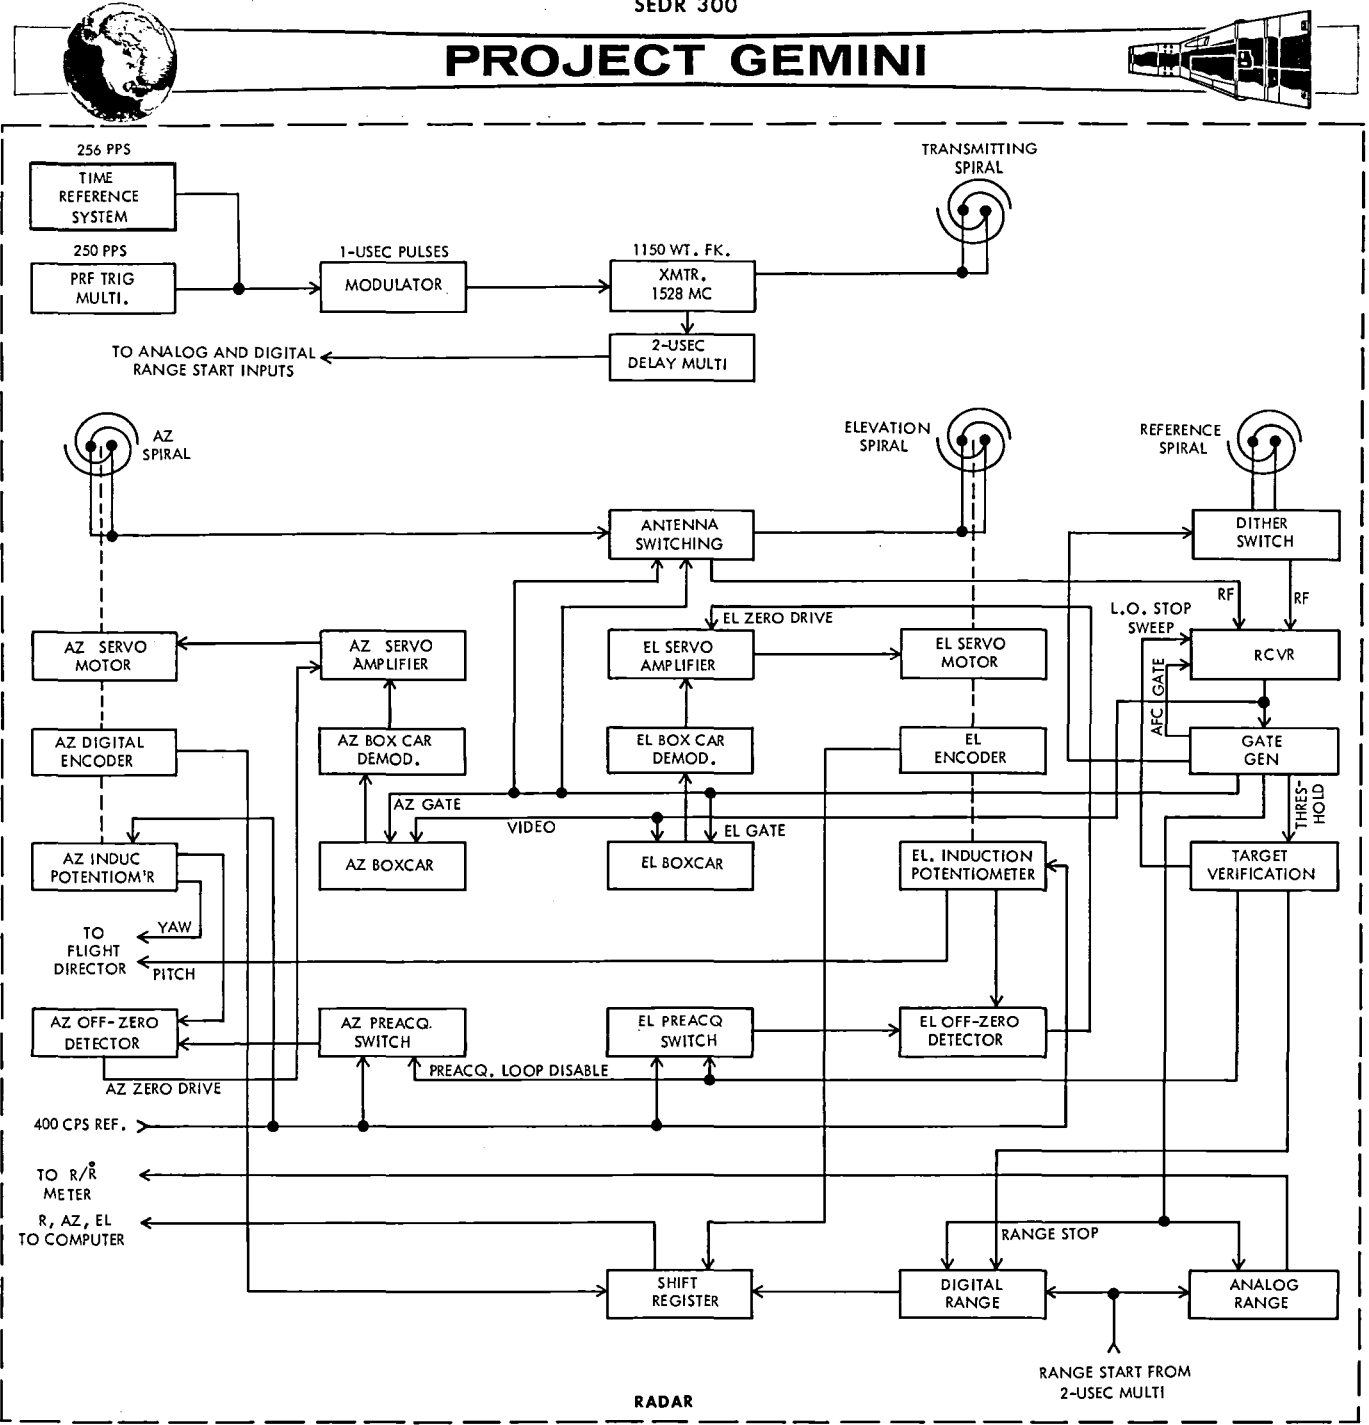 SEDR 300
PROJECT GEMINI
256 PPS
TIME
REFERENCE
SYSTEM
250 PPS
PRF TRIG
MULTI.
1-USEC PULSES
MODULATOR
1150 WT. FK.
XMTR.
1528 MC
TRANSMITTING
SPIRAL
2-USEC
DELAY MULTI
TO ANALOG AND DIGITAL
RANGE START INPUTS
AZ
SPIRAL
ELEVATION
SPIRAL
REFERENCE
SPIRAL
ANTENNA
SWITCHING
DITHER
SWITCH
RF
RF
L.O. STOP
SWEEP
EL ZERO DRIVE
AZ SERVO
MOTOR
AZ SERVO
AMPLIFIER
EL SERVO
AMPLIFIER
EL SERVO
MOTOR
RCVR
AFC GATE
AZ DIGITAL
ENCODER
AZ BOX CAR
DEMOD.
EL BOX CAR
DEMOD.
EL
ENCODER
GATE
GEN
AZ GATE
VIDEO
EL GATE
THRES-
HOLD
AZ INDUC
POTENTIOM'R
AZ BOXCAR
EL BOXCAR
EL. INDUCTION
POTENTIOMETER
TARGET
VERIFICATION
TO
FLIGHT
DIRECTOR
YAW
PITCH
AZ OFF-ZERO
DETECTOR
AZ PREACQ.
SWITCH
EL PREACQ
SWITCH
EL OFF-ZERO
DETECTOR
PREACQ. LOOP DISABLE
AZ ZERO DRIVE
400 CPS REF.
TO R/Ṙ
METER
R, AZ, EL
TO COMPUTER
RANGE STOP
SHIFT
REGISTER
DIGITAL
RANGE
ANALOG
RANGE
RANGE START FROM
2-USEC MULTI
RADAR